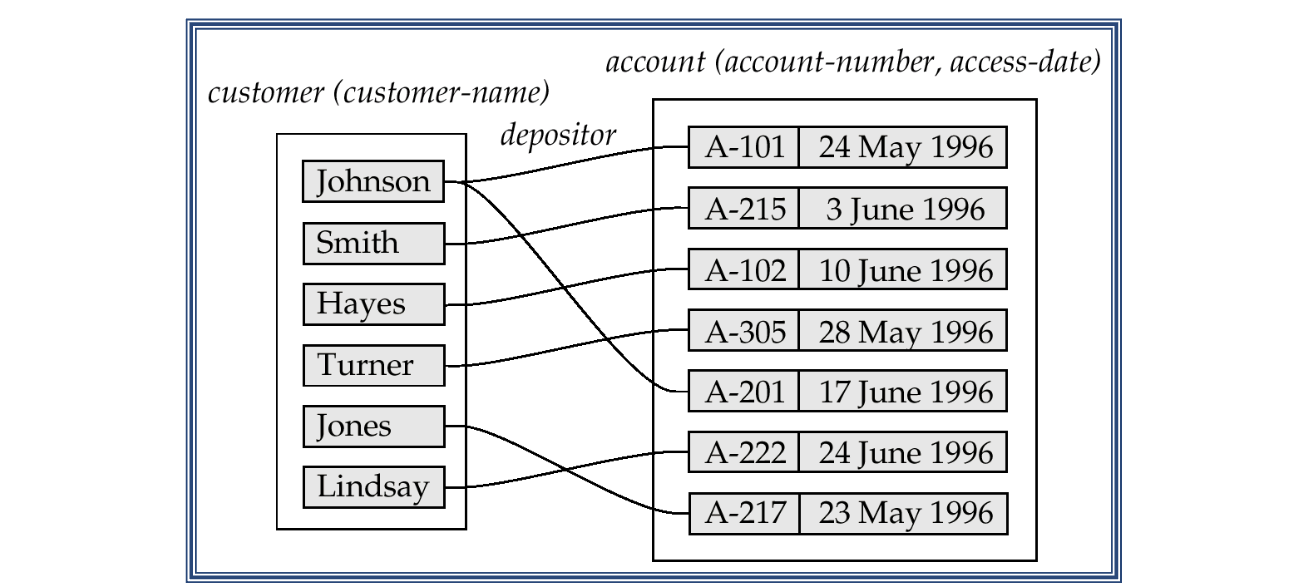 account (account-number, access-date)
customer (customer-name)
depositor
Johnson
Smith
Hayes
Turner
Jones
Lindsay
A-101 24 May 1996
A-215 3 June 1996
A-102 10 June 1996
A-305 28 May 1996
A-201 17 June 1996
A-222 24 June 1996
A-217 23 May 1996